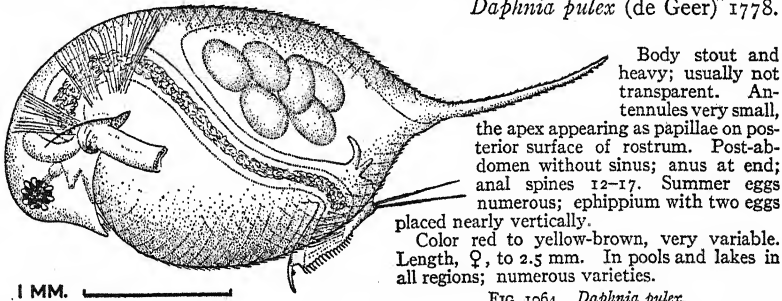 Daphnia pulex (de Geer) 1778.
Body stout and
heavy; usually not
transparent. An-
tennules very small,
the apex appearing as papillae on pos-
terior surface of rostrum. Post-ab-
domen without sinus; anus at end;
anal spines 12–17. Summer eggs
numerous; ephippium with two eggs
placed nearly vertically.
Color red to yellow-brown, very variable.
Length, ♀, to 2.5 mm. In pools and lakes in
all regions; numerous varieties.
1 MM.
FIG. 1064. Daphnia pulex